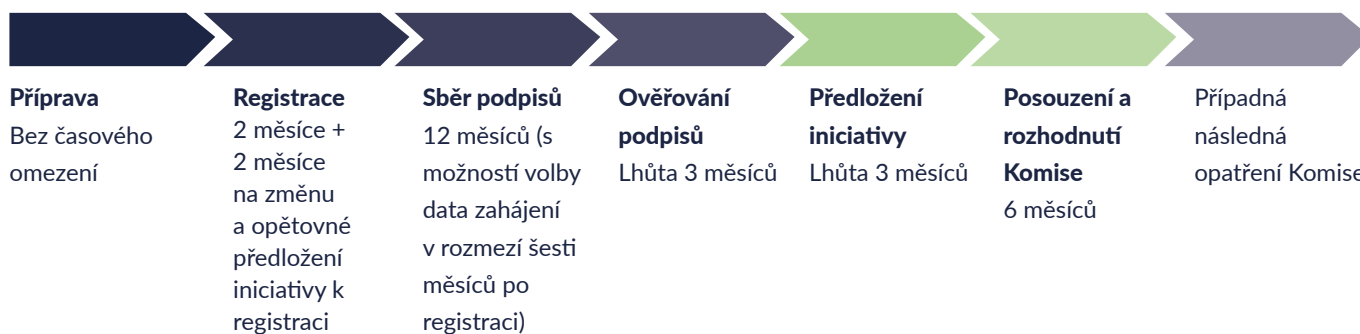 Příprava
Bez časového
omezení
Registrace
2 měsíce +
2 měsíce
na změnu
a opětovné
předložení
iniciativy k
registraci
Sběr podpisů
12 měsíců (s
možností volby
data zahájení
v rozmezí šesti
měsíců po
registraci)
Ověřování
podpisů
Lhůta 3 měsíců
Předložení
iniciativy
Lhůta 3 měsíců
Posouzení a
rozhodnutí
Komise
6 měsíců
Případná
následná
opatření Komise